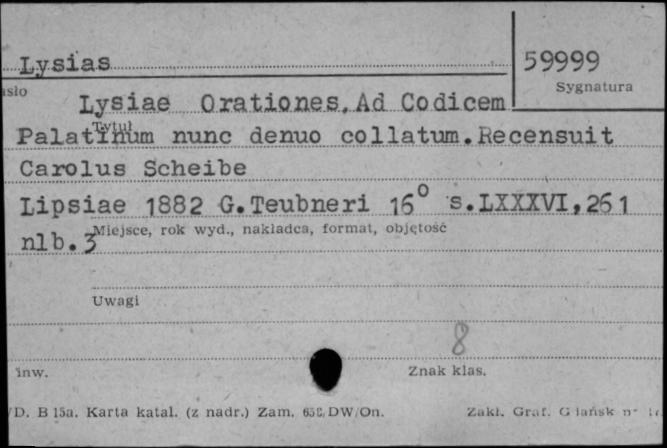 Lysias
59999
Sygnatura
Lysiae Orationes. Ad Codicem
Tytuł
Palatinum nunc denuo collatum. Recensuit
Carolus Scheibe
Lipsiae 1882 G.Teubneri 16° s.LXXXVI,261
Miejsce, rok wyd., nakładca, format, objętość
nlb. 3
Uwagi
8
inw.
Znak klas.
D. B 15a. Karta katal. (z nadr.) Zam. DW/On.
Zakł. Graf. Gdańsk